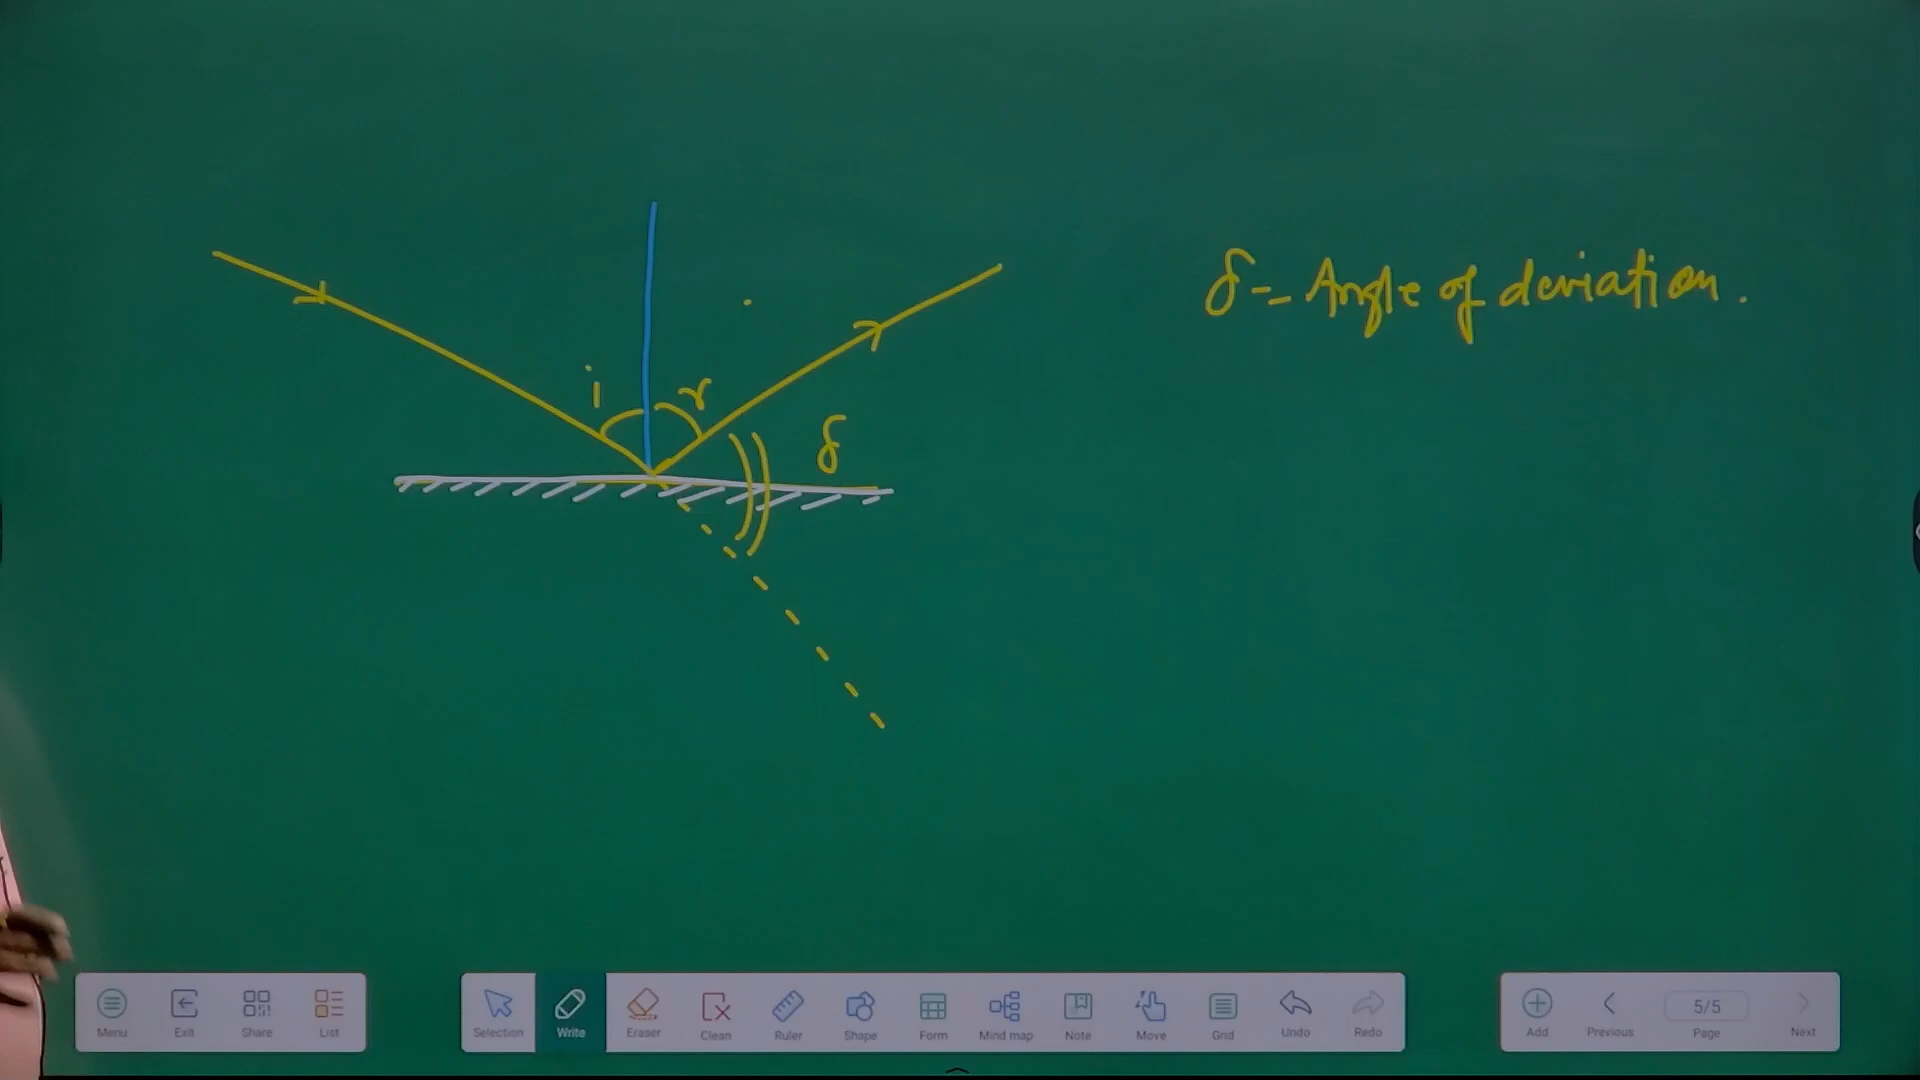 δ = Angle of deviation.
i r
δ
Menu Exit Share List Selection Write Eraser Clean Ruler Shape Form Mind map Note Move Grid Undo Redo Add Previous 5/5 Page Next